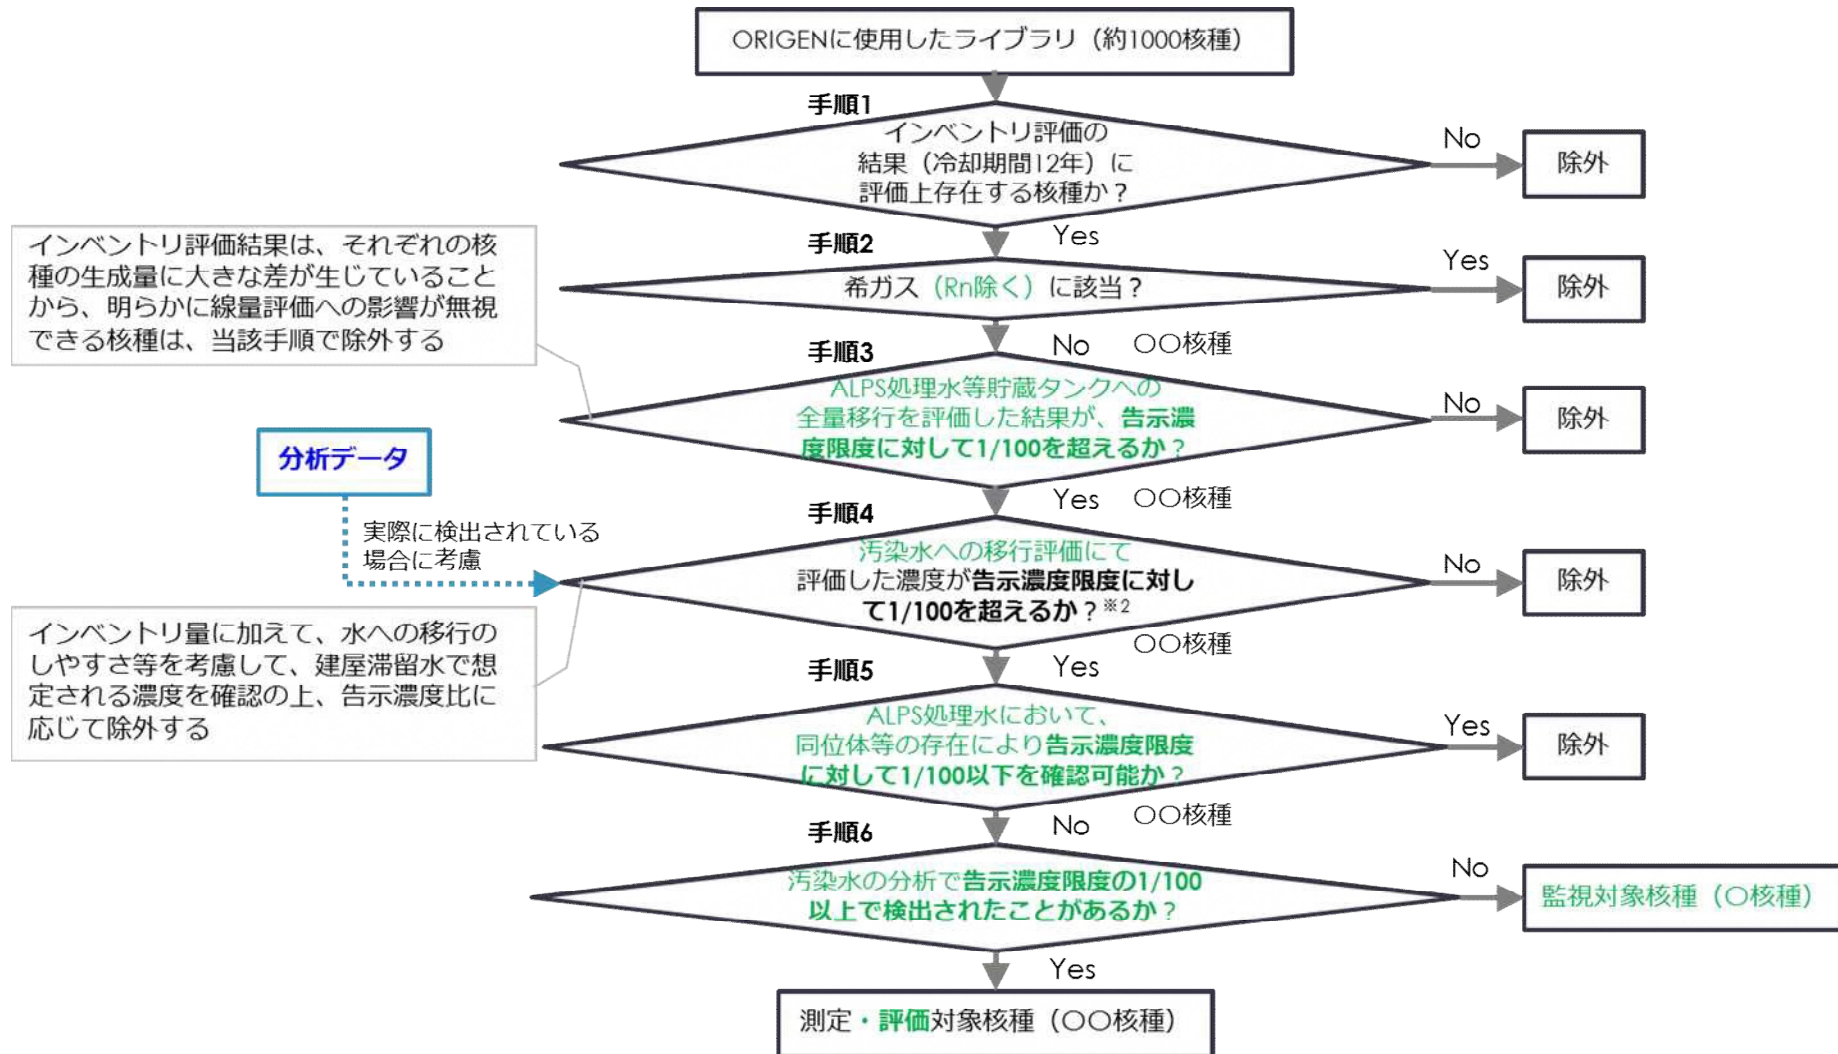 ORIGENに使用したライブラリ（約1000核種）
手順1
インベントリ評価の
結果（冷却期間12年）に
評価上存在する核種か？
No
除外
Yes
手順2
希ガス（Rn除く）に該当？
Yes
除外
インベントリ評価結果は、それぞれの核
種の生成量に大きな差が生じていること
から、明らかに線量評価への影響が無視
できる核種は、当該手順で除外する
No
〇〇核種
手順3
ALPS処理水等貯蔵タンクへの
全量移行を評価した結果が、告示濃
度限度に対して1/100を超えるか？
No
除外
分析データ
実際に検出されている
場合に考慮
Yes
〇〇核種
手順4
汚染水への移行評価にて
評価した濃度が告示濃度限度に対し
て1/100を超えるか？※2
No
除外
インベントリ量に加えて、水への移行の
しやすさ等を考慮して、建屋滞留水で想
定される濃度を確認の上、告示濃度比に
応じて除外する
Yes
〇〇核種
手順5
ALPS処理水において、
同位体等の存在により告示濃度限度
に対して1/100以下を確認可能か？
Yes
除外
No
〇〇核種
手順6
汚染水の分析で告示濃度限度の1/100
以上で検出されたことがあるか？
No
監視対象核種（〇核種）
Yes
測定・評価対象核種（〇〇核種）